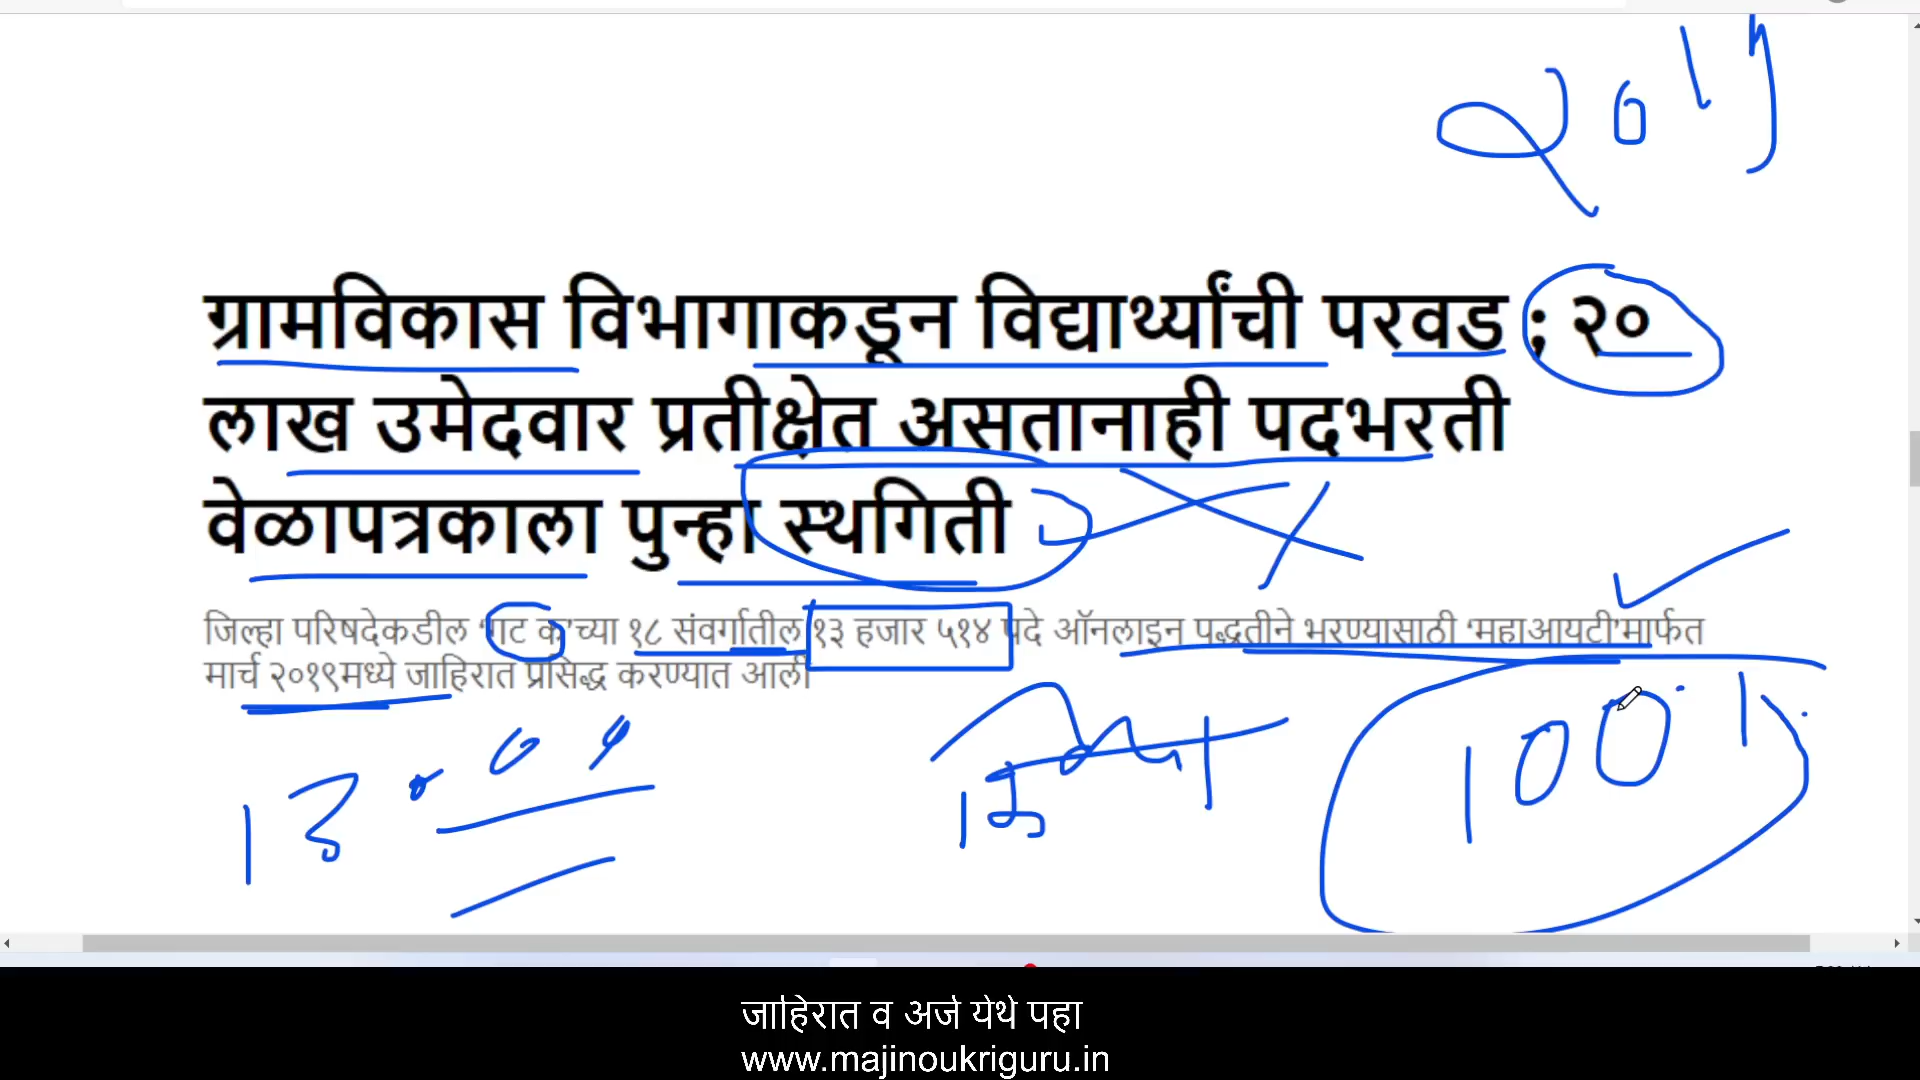 २०१९
ग्रामविकास विभागाकडून विद्यार्थ्यांची परवड ; २०
लाख उमेदवार प्रतीक्षेत असतानाही पदभरती
वेळापत्रकाला पुन्हा स्थगिती
जिल्हा परिषदेकडील ‘गट क’च्या १८ संवर्गातील १३ हजार ५१४ पदे ऑनलाइन पद्धतीने भरण्यासाठी ‘महाआयटी’मार्फत
मार्च २०१९मध्ये जाहिरात प्रसिद्ध करण्यात आली
100
13
जाहिरात व अर्ज येथे पहा
www.majinoukriguru.in